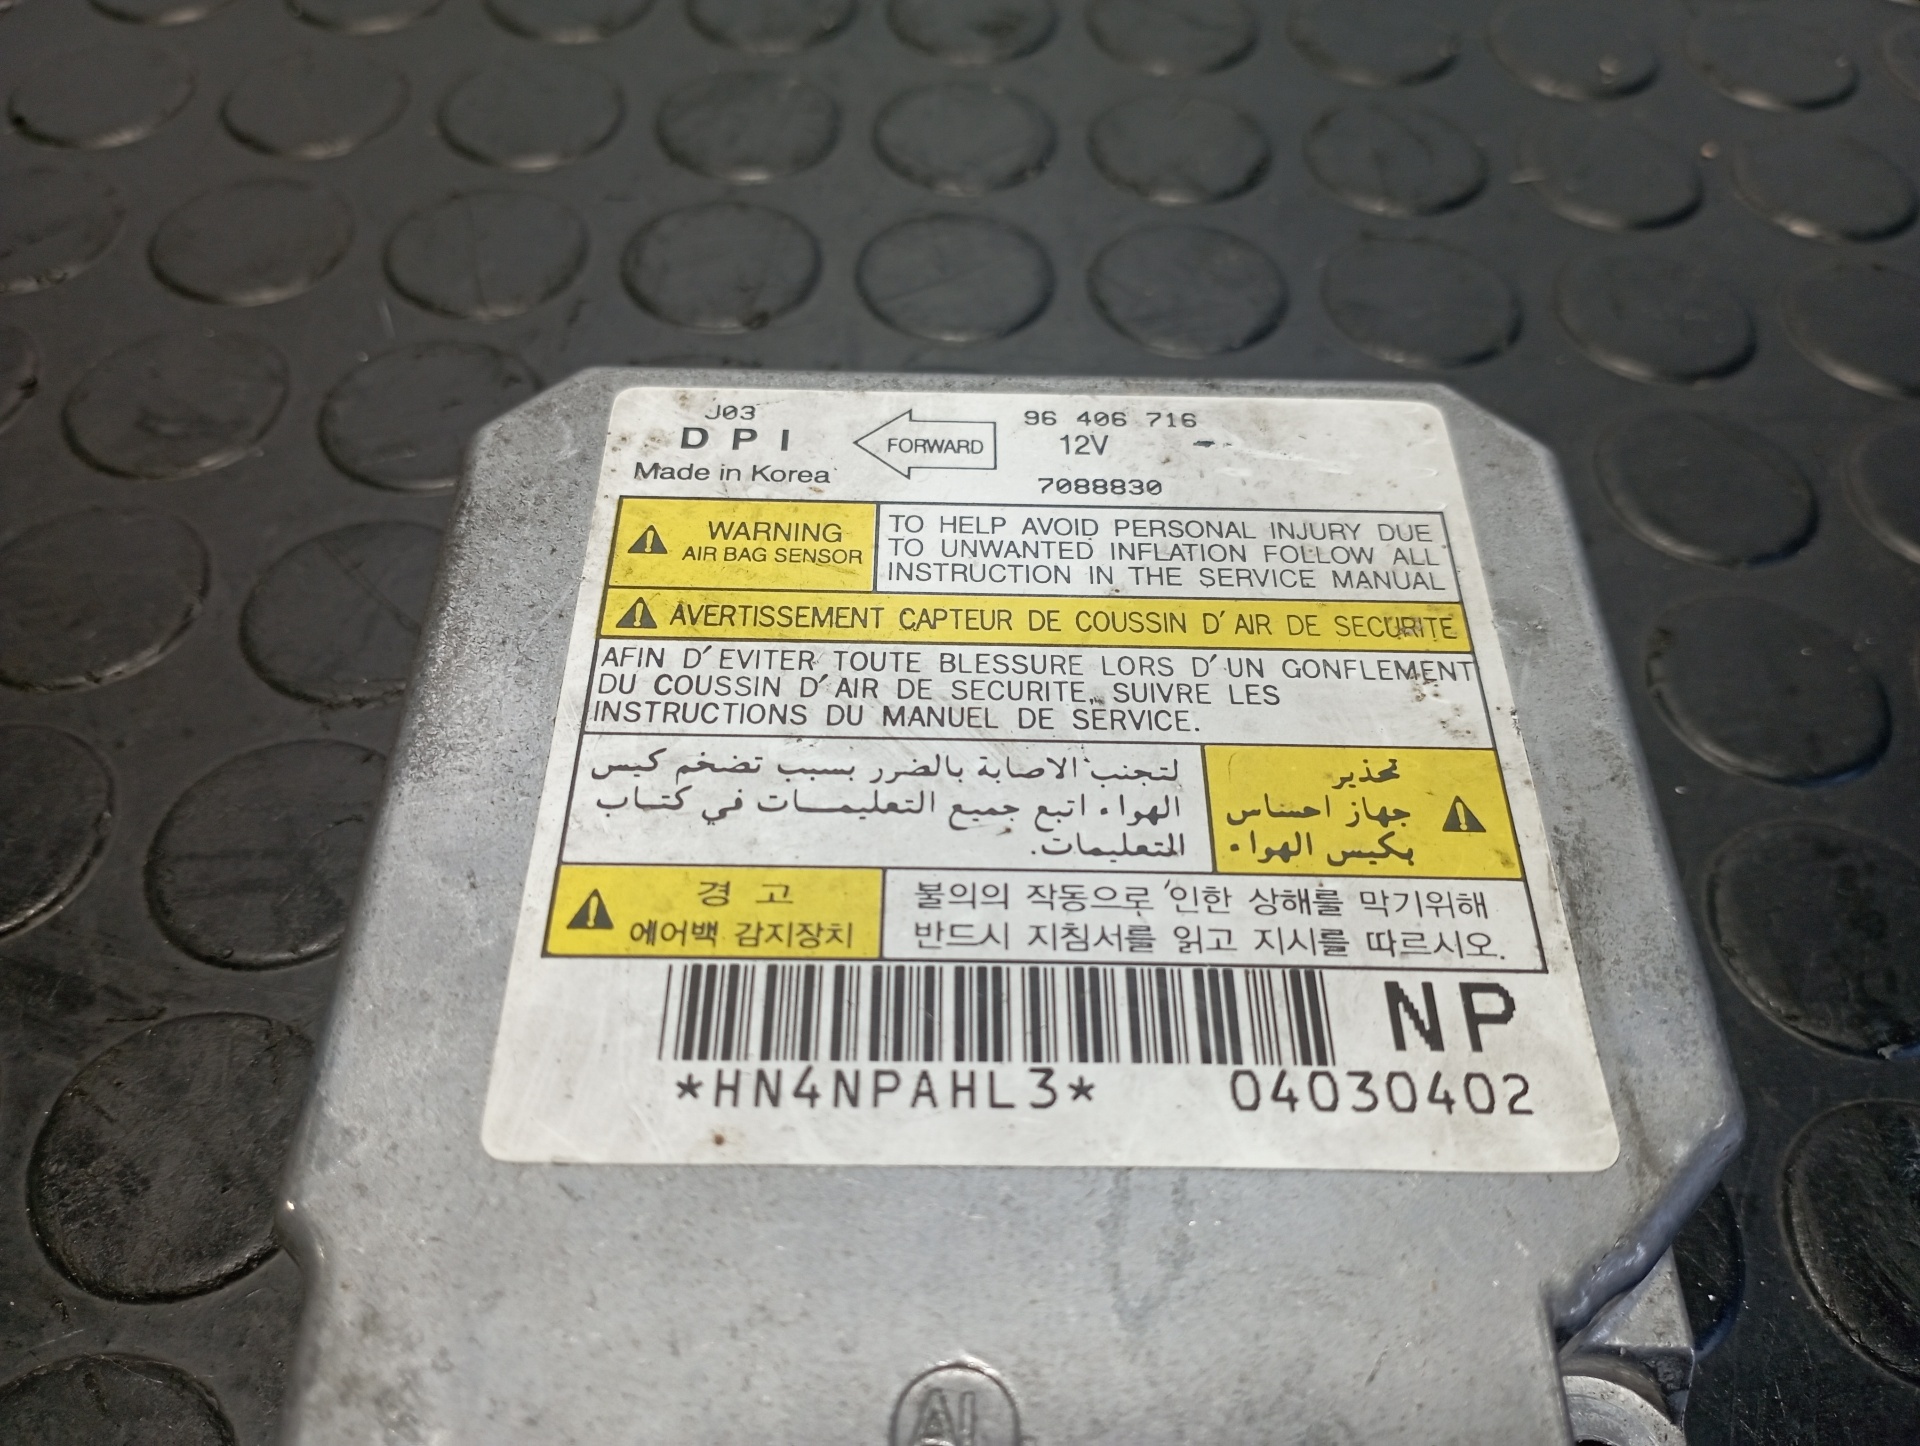 J03
DPI
Made in Korea
FORWARD
96 406 716
12V -
7088830
WARNING
AIR BAG SENSOR
TO HELP AVOID PERSONAL INJURY DUE
TO UNWANTED INFLATION FOLLOW ALL
INSTRUCTION IN THE SERVICE MANUAL
AVERTISSEMENT CAPTEUR DE COUSSIN D'AIR DE SECURITE
AFIN D'EVITER TOUTE BLESSURE LORS D'UN GONFLEMENT
DU COUSSIN D'AIR DE SECURITE, SUIVRE LES
INSTRUCTIONS DU MANUEL DE SERVICE.
تحذير
جهاز احساس
بكيس الهواء
لتجنب الاصابة بالضرر بسبب تضخم كيس
الهواء اتبع جميع التعليمات في كتاب
التعليمات.
경 고
에어백 감지장치
불의의 작동으로 인한 상해를 막기위해
반드시 지침서를 읽고 지시를 따르시오.
NP
*HN4NPAHL3* 04030402